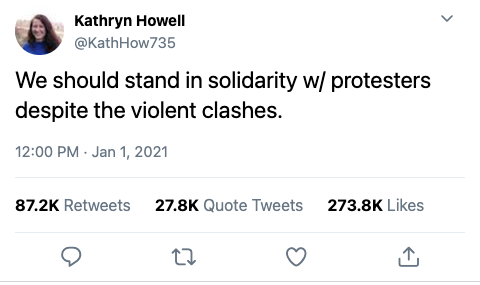 Kathryn Howell
@KathHow735
We should stand in solidarity w/ protesters
despite the violent clashes.
12:00 PM · Jan 1, 2021
87.2K Retweets 27.8K Quote Tweets 273.8K Likes